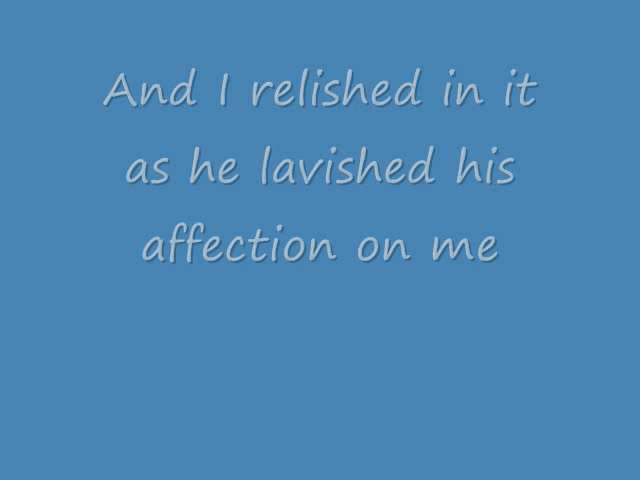 And I relished in it
as he lavished his
affection on me